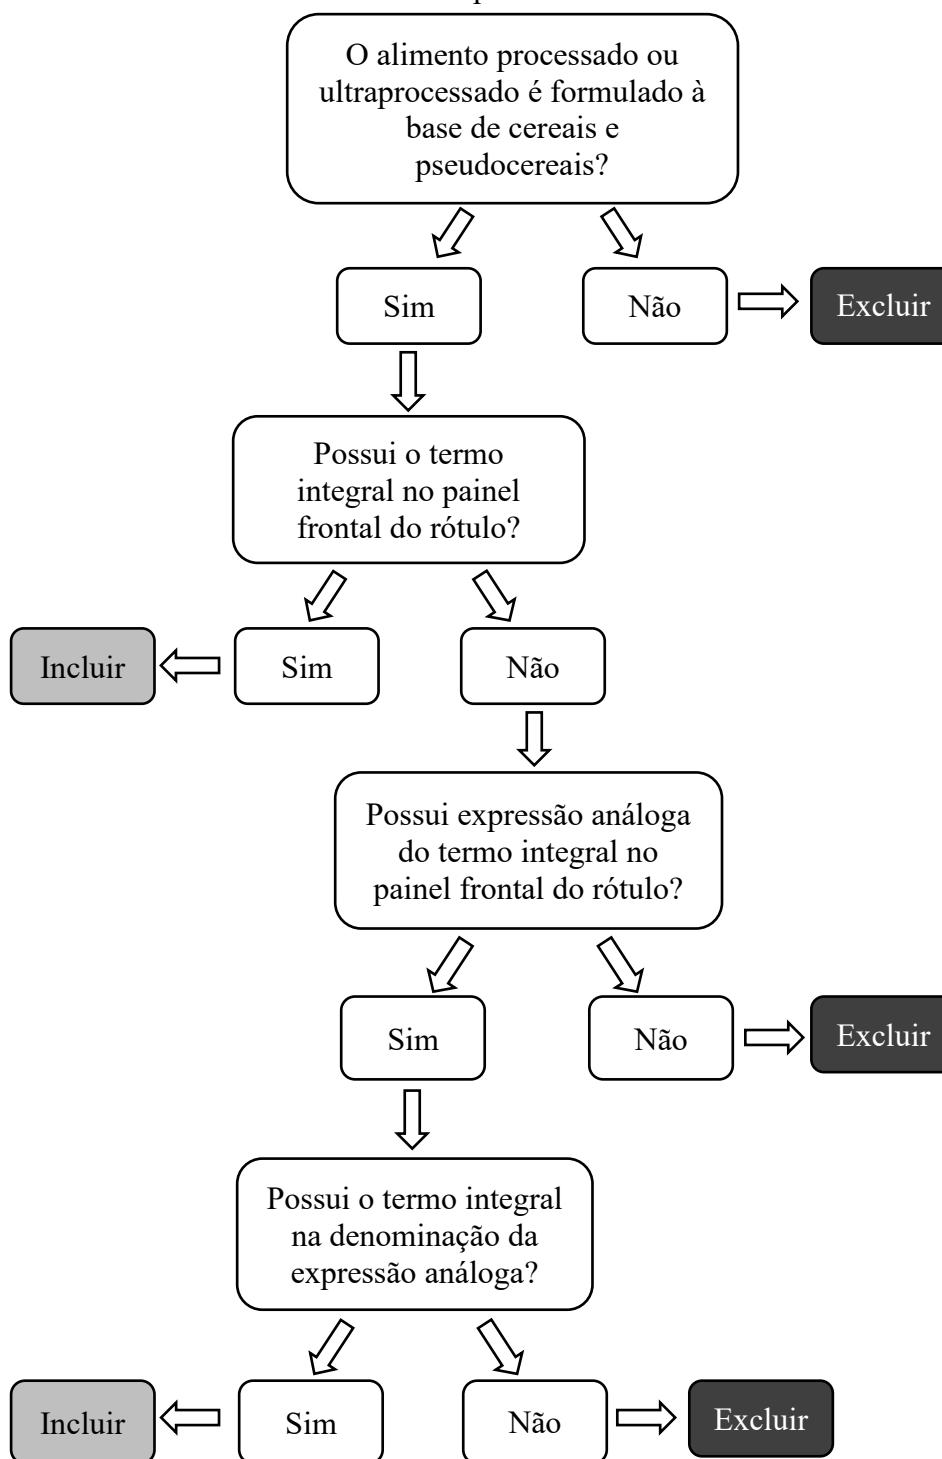 O alimento processado ou
ultraprocessado é formulado à
base de cereais e
pseudocereais?
Sim
Não
Excluir
Possui o termo
integral no painel
frontal do rótulo?
Incluir
Sim
Não
Possui expressão análoga
do termo integral no
painel frontal do rótulo?
Sim
Não
Excluir
Possui o termo integral
na denominação da
expressão análoga?
Incluir
Sim
Não
Excluir